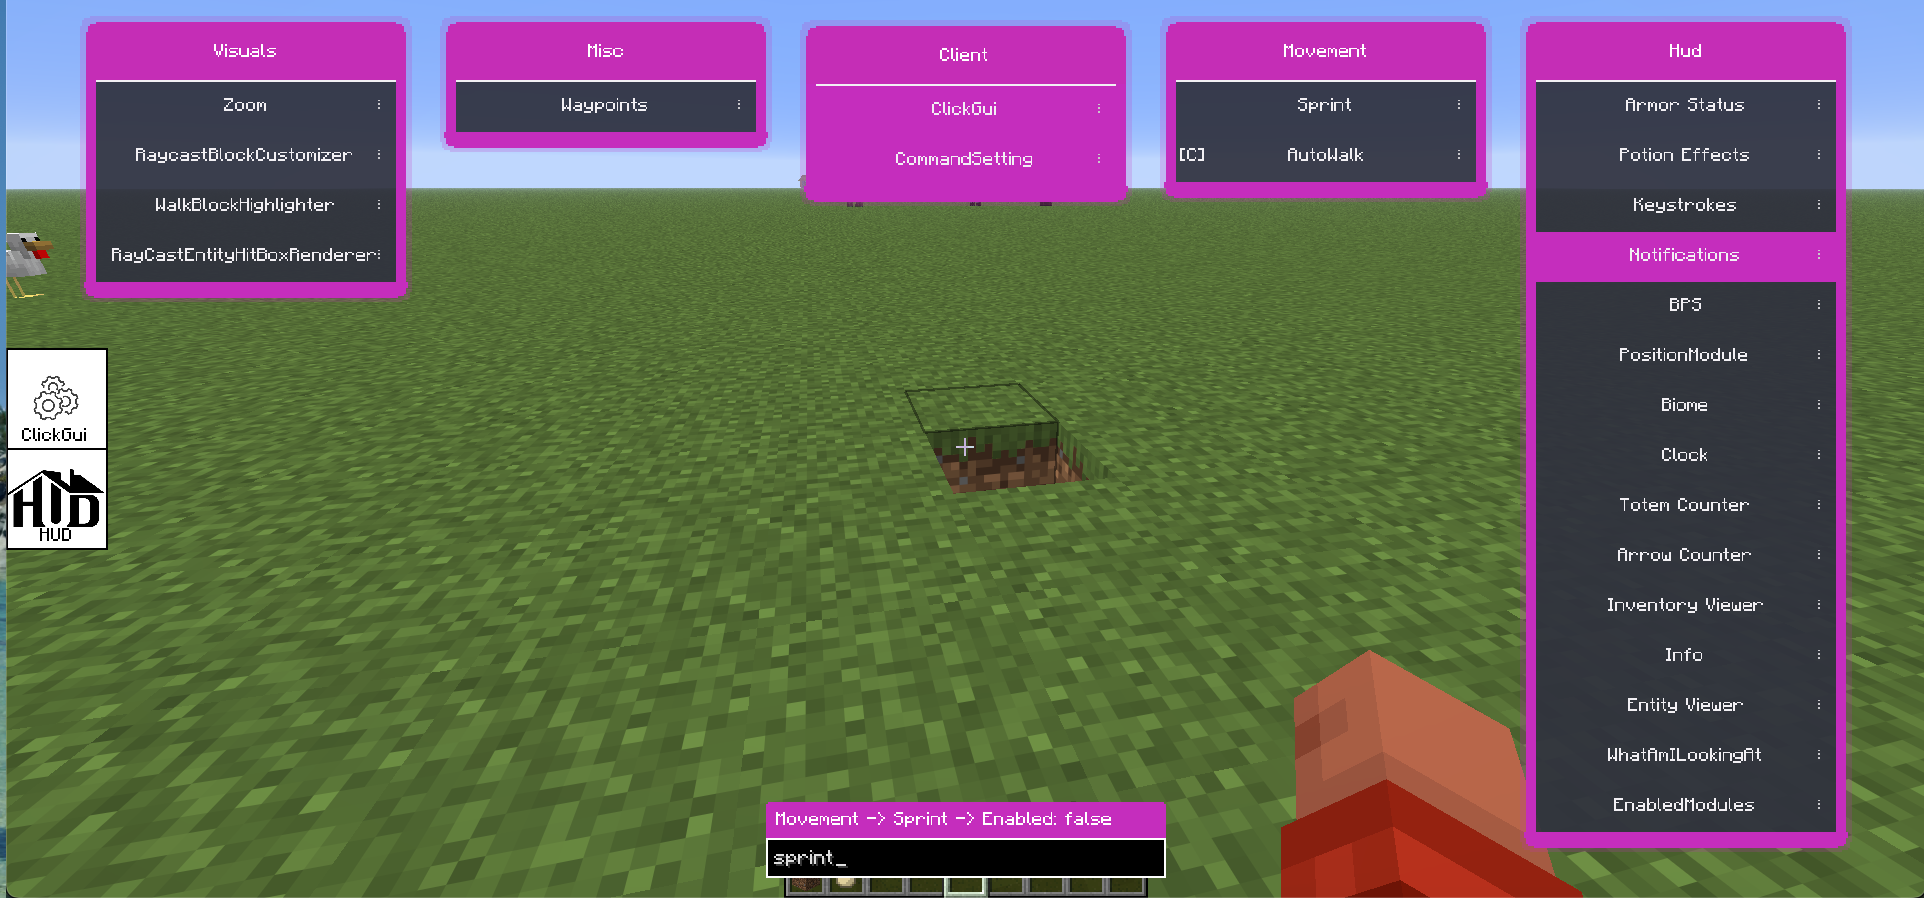 Visuals
Zoom
RaycastBlockCustomizer
WalkBlockHighlighter
RayCastEntityHitBoxRenderer
Misc
Waypoints
Client
ClickGui
CommandSetting
Movement
Sprint
[C] AutoWalk
Hud
Armor Status
Potion Effects
Keystrokes
Notifications
BPS
PositionModule
Biome
Clock
Totem Counter
Arrow Counter
Inventory Viewer
Info
Entity Viewer
WhatAmILookingAt
EnabledModules
ClickGui
HUD
HUD
Movement -> Sprint -> Enabled: false
sprint_